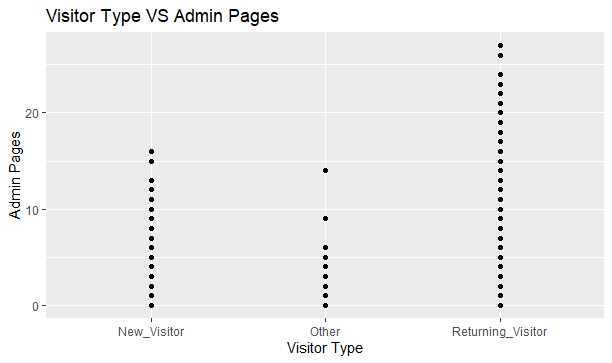 Visitor Type VS Admin Pages
Admin Pages
20
10
0
New_Visitor
Other
Returning_Visitor
Visitor Type